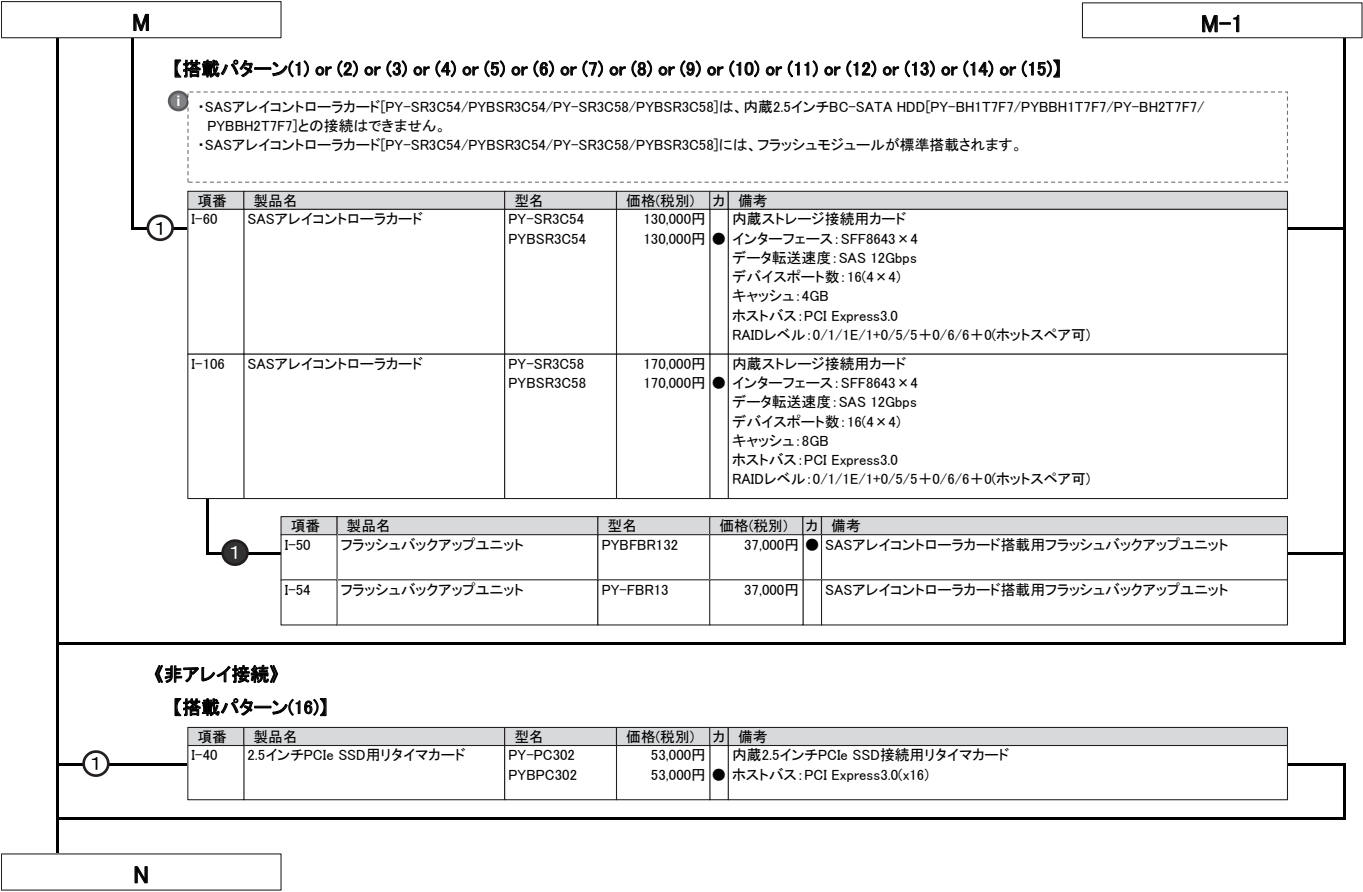 M
M-1
【搭載パターン(1) or (2) or (3) or (4) or (5) or (6) or (7) or (8) or (9) or (10) or (11) or (12) or (13) or (14) or (15)】
i
・SASアレイコントローラカード[PY-SR3C54/PYBSR3C54/PY-SR3C58/PYBSR3C58]は、内蔵2.5インチBC-SATA HDD[PY-BH1T7F7/PYBBH1T7F7/PY-BH2T7F7/
PYBBH2T7F7]との接続はできません。
・SASアレイコントローラカード[PY-SR3C54/PYBSR3C54/PY-SR3C58/PYBSR3C58]には、フラッシュモジュールが標準搭載されます。
項番 製品名 型名 価格(税別) カ 備考
1 I-60 SASアレイコントローラカード PY-SR3C54 130,000円 内蔵ストレージ接続用カード
PYBSR3C54 130,000円 ● インターフェース:SFF8643×4
データ転送速度:SAS 12Gbps
デバイスポート数:16(4×4)
キャッシュ:4GB
ホストバス:PCI Express3.0
RAIDレベル:0/1/1E/1+0/5/5+0/6/6+0(ホットスペア可)
I-106 SASアレイコントローラカード PY-SR3C58 170,000円 内蔵ストレージ接続用カード
PYBSR3C58 170,000円 ● インターフェース:SFF8643×4
データ転送速度:SAS 12Gbps
デバイスポート数:16(4×4)
キャッシュ:8GB
ホストバス:PCI Express3.0
RAIDレベル:0/1/1E/1+0/5/5+0/6/6+0(ホットスペア可)
項番 製品名 型名 価格(税別) カ 備考
1 I-50 フラッシュバックアップユニット PYBFBR132 37,000円 ● SASアレイコントローラカード搭載用フラッシュバックアップユニット
I-54 フラッシュバックアップユニット PY-FBR13 37,000円 SASアレイコントローラカード搭載用フラッシュバックアップユニット
《非アレイ接続》
【搭載パターン(16)】
項番 製品名 型名 価格(税別) カ 備考
1 I-40 2.5インチPCIe SSD用リタイマカード PY-PC302 53,000円 内蔵2.5インチPCIe SSD接続用リタイマカード
PYBPC302 53,000円 ● ホストバス:PCI Express3.0(x16)
N